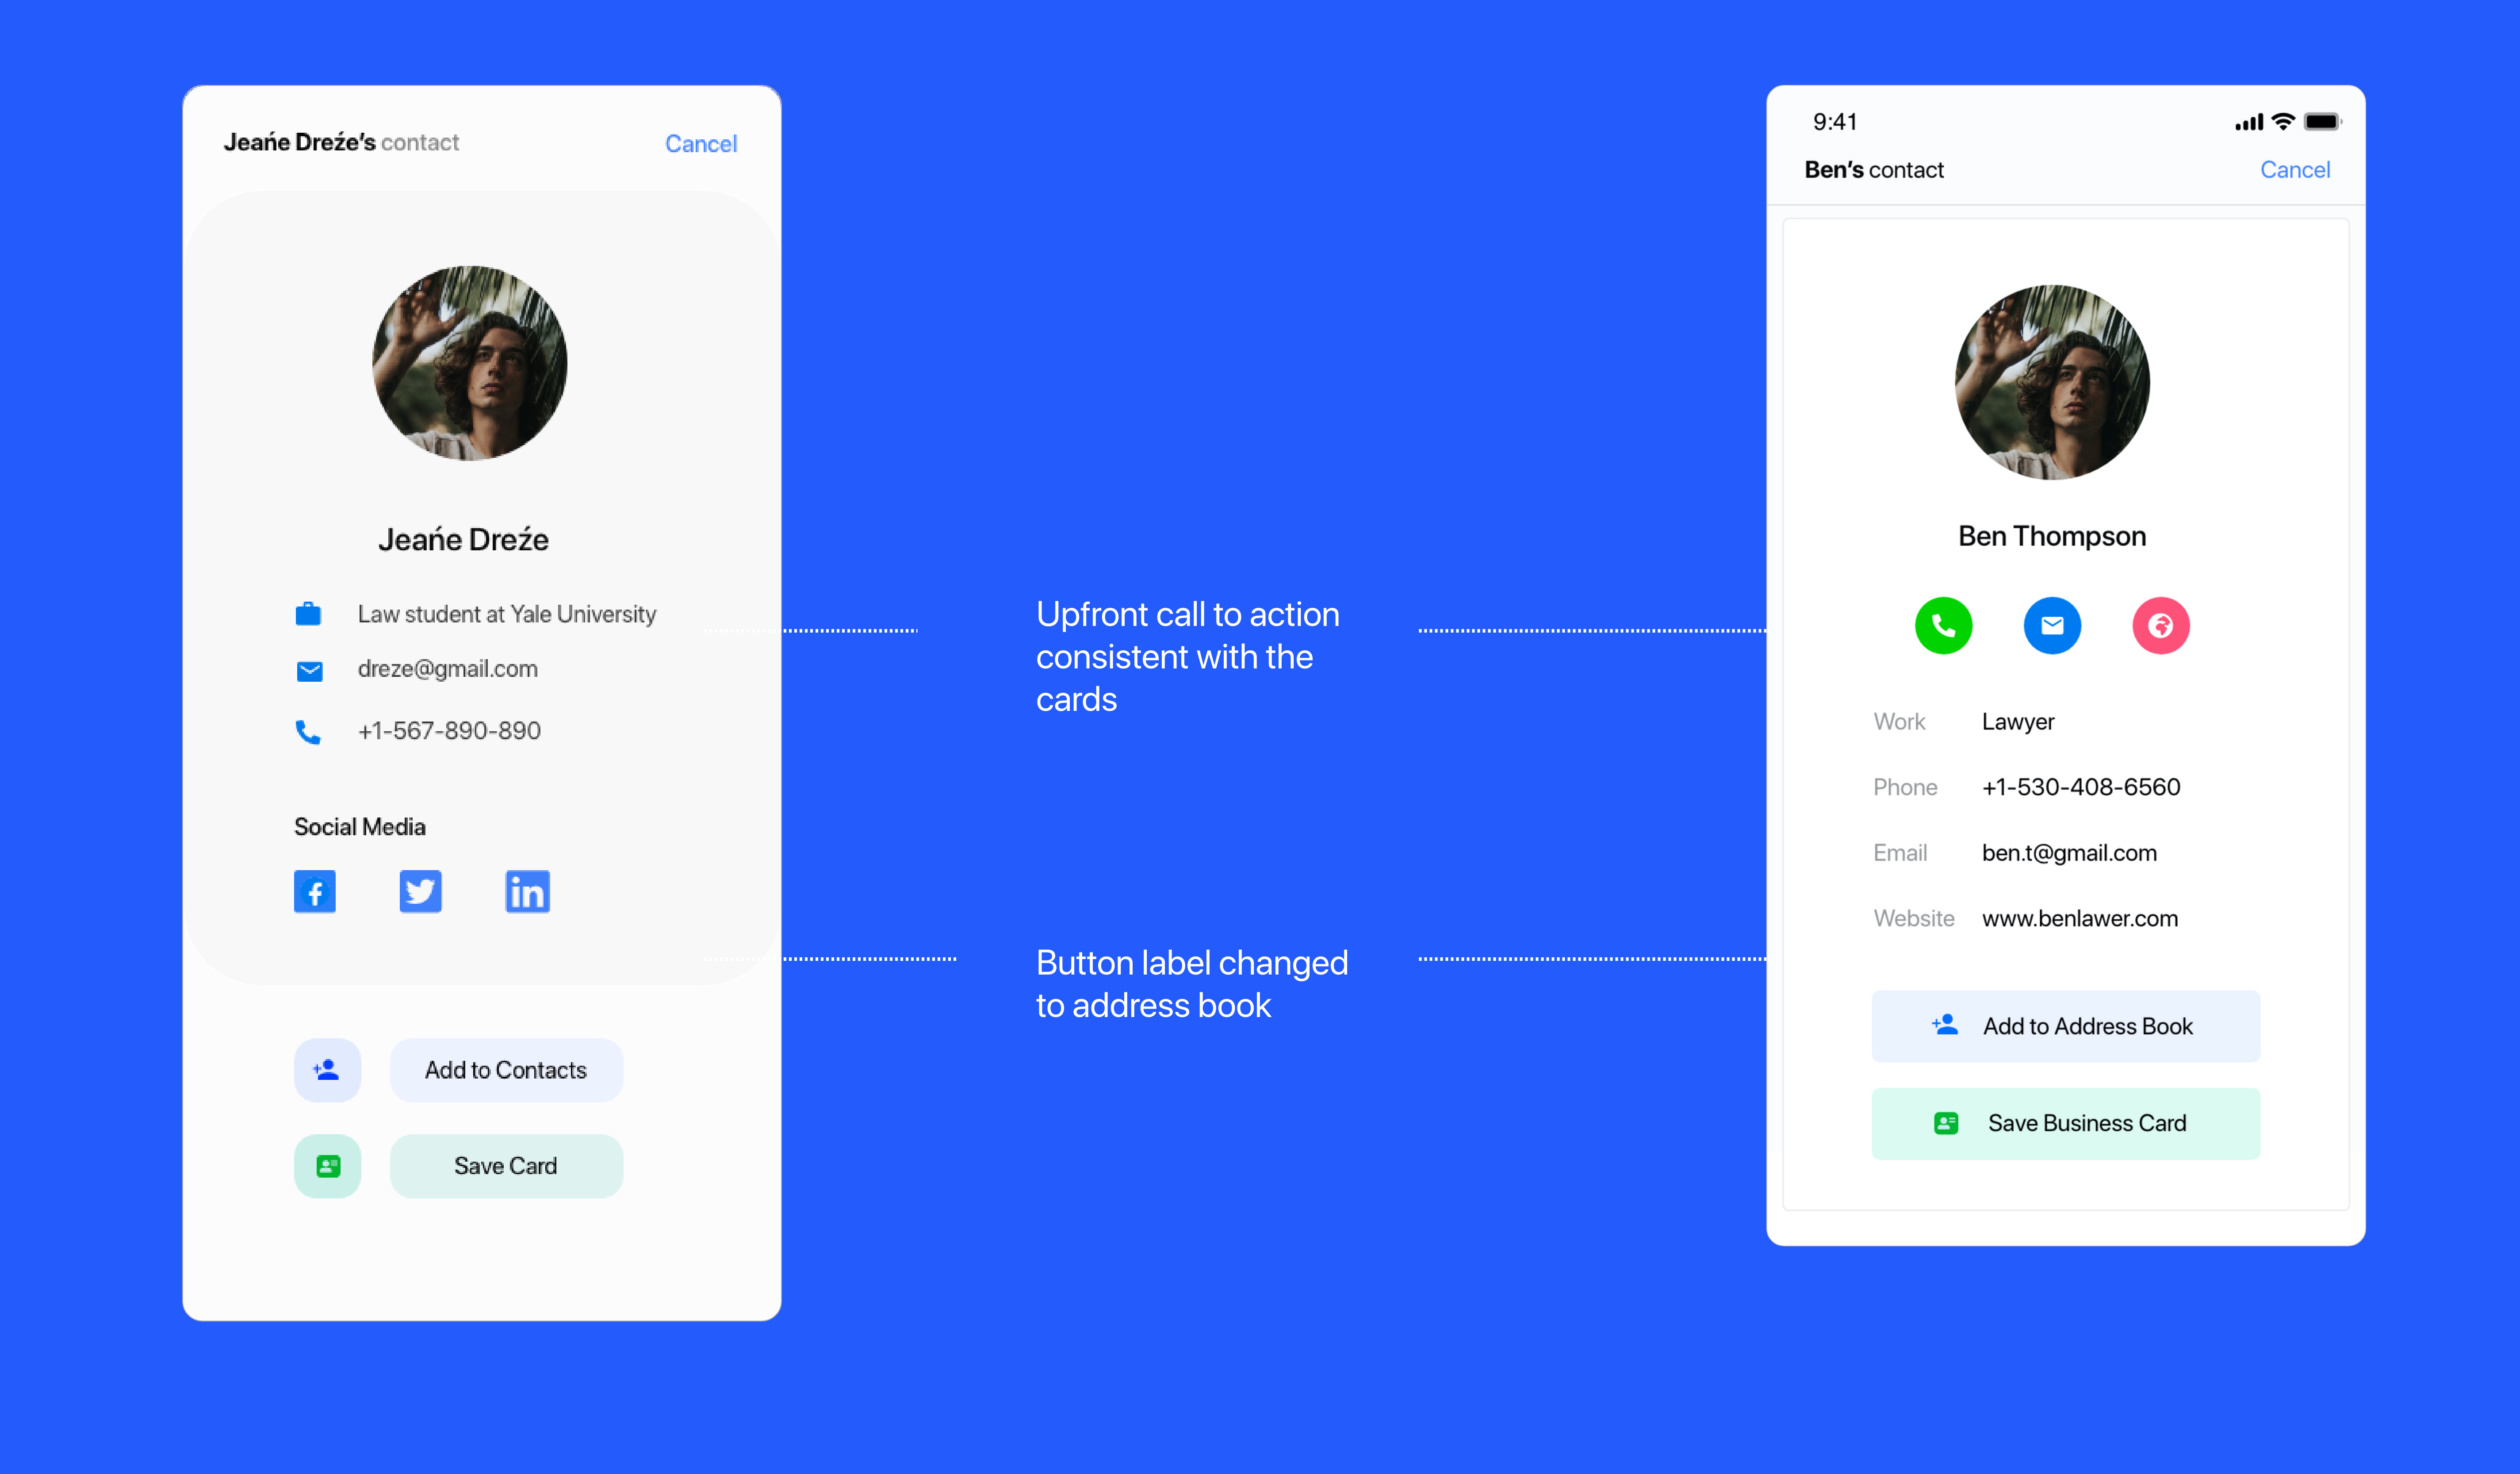 Jeańe Dreźe’s contact
Cancel
Jeańe Dreźe
Law student at Yale University
dreze@gmail.com
+1-567-890-890
Social Media
Add to Contacts
Save Card
Upfront call to action
consistent with the
cards
Button label changed
to address book
9:41
Ben’s contact
Cancel
Ben Thompson
Work Lawyer
Phone +1-530-408-6560
Email ben.t@gmail.com
Website www.benlawer.com
Add to Address Book
Save Business Card